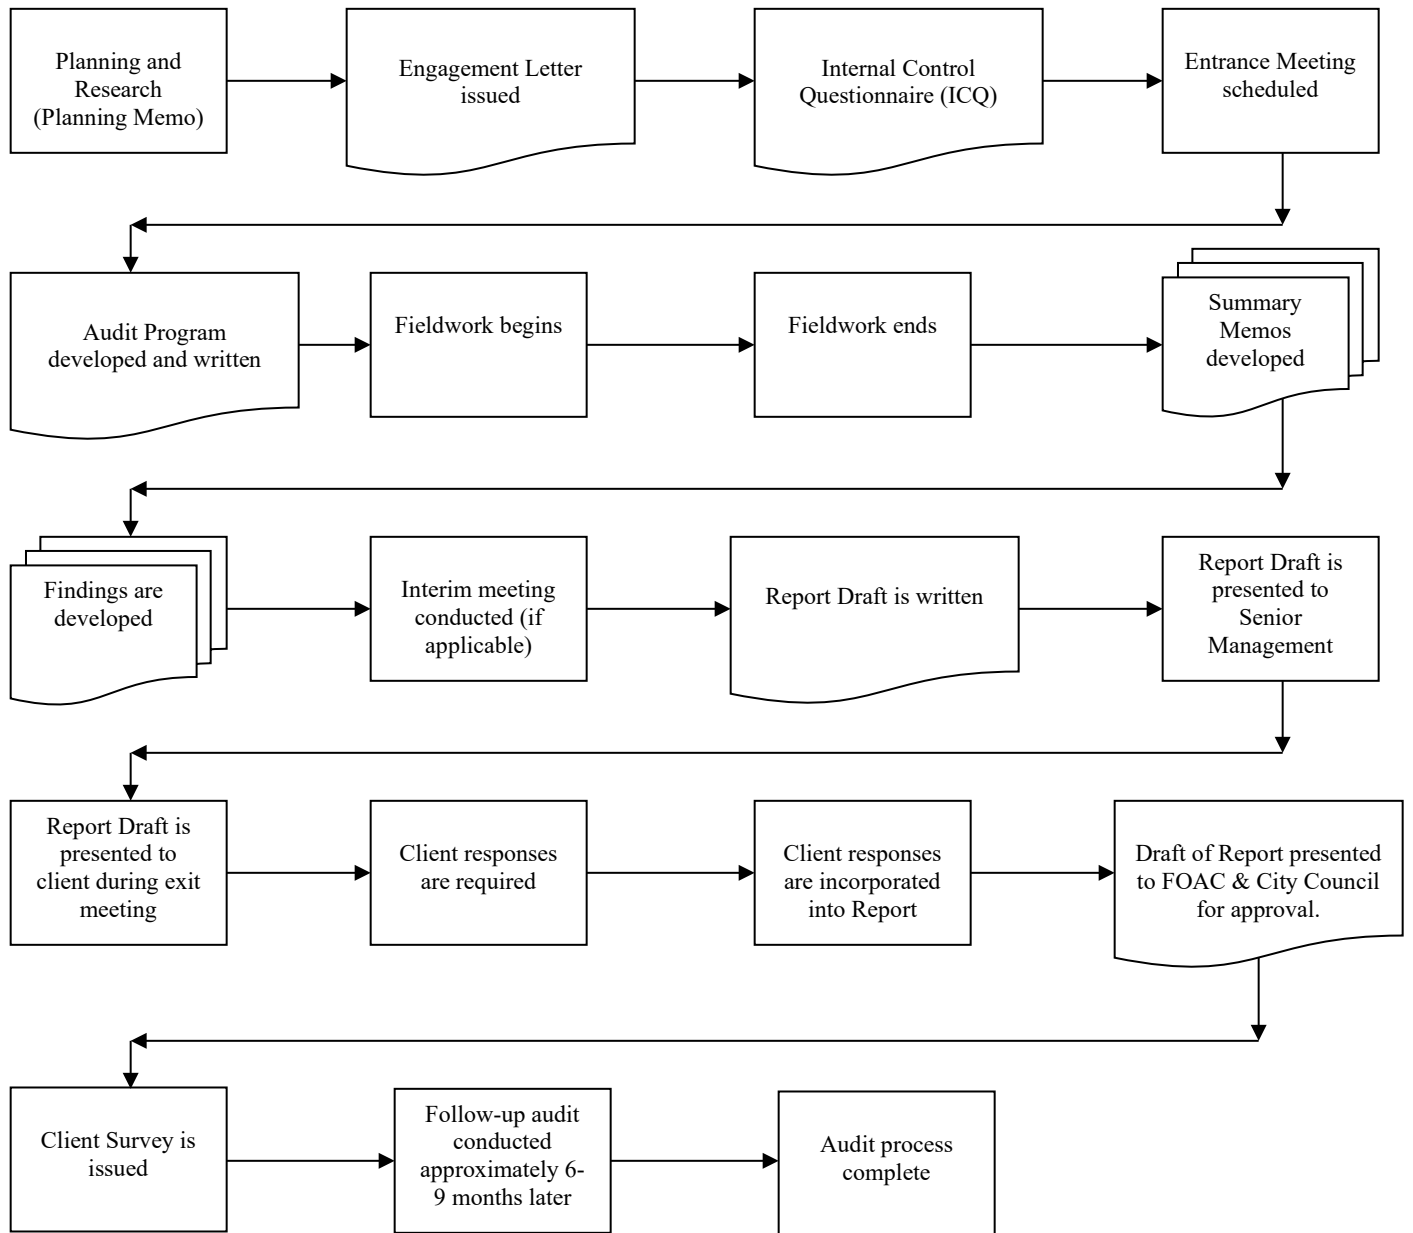 Planning and
Research
(Planning Memo)
Engagement Letter
issued
Internal Control
Questionnaire (ICQ)
Entrance Meeting
scheduled
Audit Program
developed and written
Fieldwork begins
Fieldwork ends
Summary
Memos
developed
Findings are
developed
Interim meeting
conducted (if
applicable)
Report Draft is written
Report Draft is
presented to
Senior
Management
Report Draft is
presented to
client during exit
meeting
Client responses
are required
Client responses
are incorporated
into Report
Draft of Report presented
to FOAC & City Council
for approval.
Client Survey is
issued
Follow-up audit
conducted
approximately 6-
9 months later
Audit process
complete